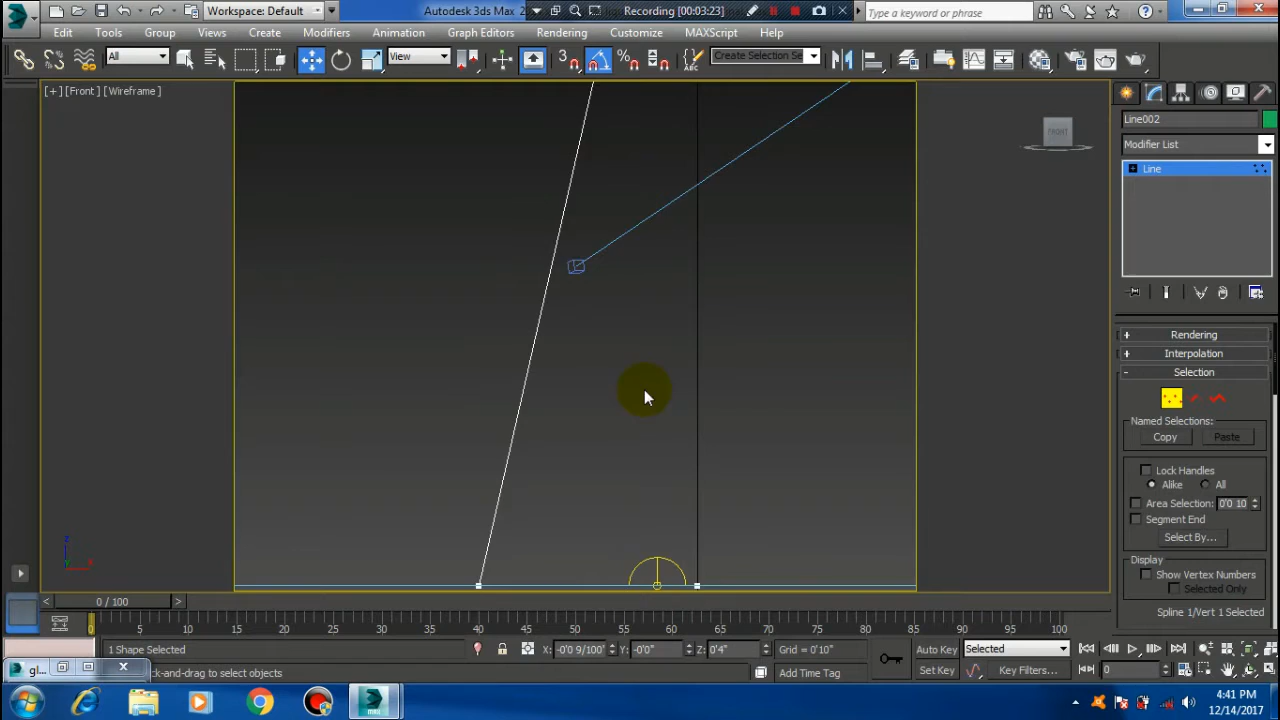 Workspace: Default
Autodesk 3ds Max 2
Recording [00:03:23]
Type a keyword or phrase
Edit Tools Group Views Create Modifiers Animation Graph Editors Rendering Customize MAXScript Help
All
View
3
Create Selection Se
[+] [Front] [Wireframe]
FRONT
Line002
Modifier List
Line
Rendering
Interpolation
Selection
Named Selections:
Copy Paste
Lock Handles
Alike All
Area Selection: 0'0 10
Segment End
Select By...
Display
Show Vertex Numbers
Selected Only
Spline 1/Vert 1 Selected
0 / 100
0 5 10 15 20 25 30 35 40 45 50 55 60 65 70 75 80 85 90 95 100
1 Shape Selected
X: -0'0 9/100" Y: -0'0" Z: 0'4" Grid = 0'10"
Auto Key Selected
ck-and-drag to select objects
Add Time Tag
Set Key Key Filters...
0
gl...
4:41 PM
12/14/2017